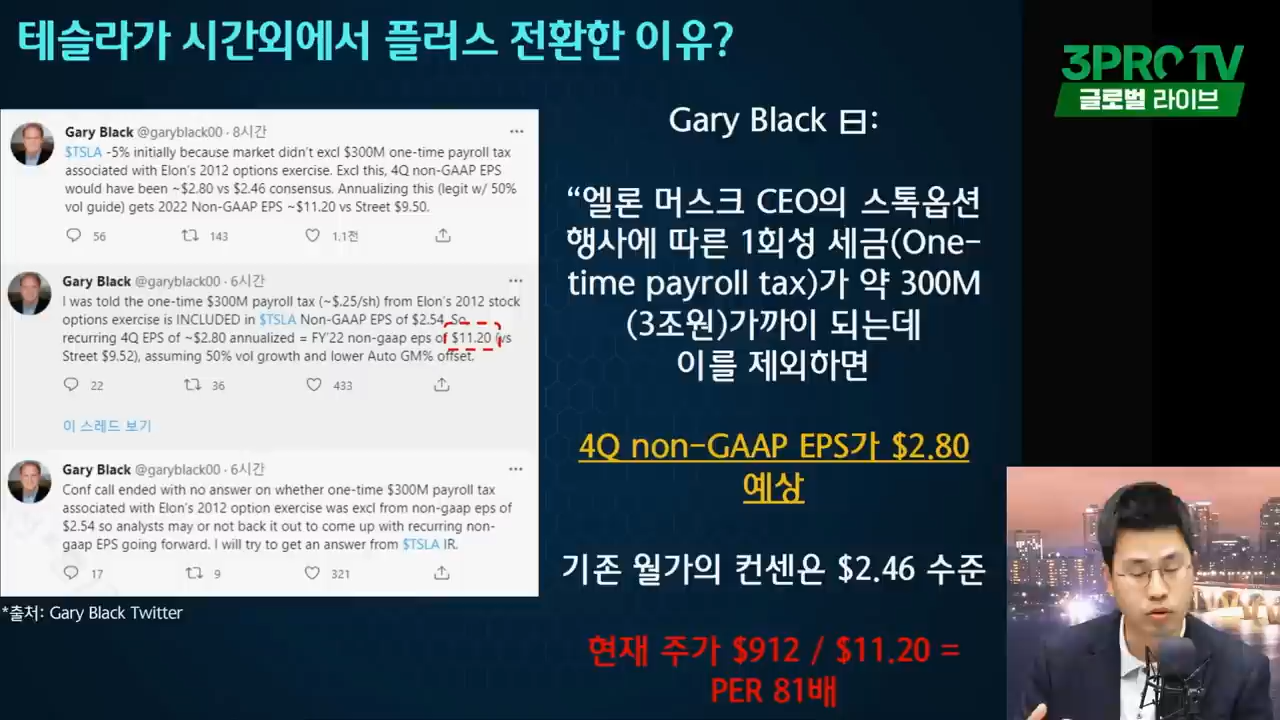 테슬라가 시간외에서 플러스 전환한 이유?
3PRO TV
글로벌 라이브
Gary Black @garyblack00 · 8시간
$TSLA -5% initially because market didn't excl $300M one-time payroll tax
associated with Elon's 2012 options exercise. Excl this, 4Q non-GAAP EPS
would have been ~$2.80 vs $2.46 consensus. Annualizing this (legit w/ 50%
vol guide) gets 2022 Non-GAAP EPS ~$11.20 vs Street $9.50.
56 143 1.1천
Gary Black @garyblack00 · 6시간
I was told the one-time $300M payroll tax (~$.25/sh) from Elon's 2012 stock
options exercise is INCLUDED in $TSLA Non-GAAP EPS of $2.54. So
recurring 4Q EPS of ~$2.80 annualized = FY'22 non-gaap eps of $11.20 (vs
Street $9.52), assuming 50% vol growth and lower Auto GM% offset.
22 36 433
이 스레드 보기
Gary Black @garyblack00 · 6시간
Conf call ended with no answer on whether one-time $300M payroll tax
associated with Elon's 2012 option exercise was excl from non-gaap eps of
$2.54 so analysts may or not back it out to come up with recurring non-
gaap EPS going forward. I will try to get an answer from $TSLA IR.
17 9 321
*출처: Gary Black Twitter
Gary Black 曰:
“엘론 머스크 CEO의 스톡옵션
행사에 따른 1회성 세금(One-
time payroll tax)가 약 300M
(3조원)가까이 되는데
이를 제외하면
4Q non-GAAP EPS가 $2.80
예상
기존 월가의 컨센은 $2.46 수준
현재 주가 $912 / $11.20 =
PER 81배